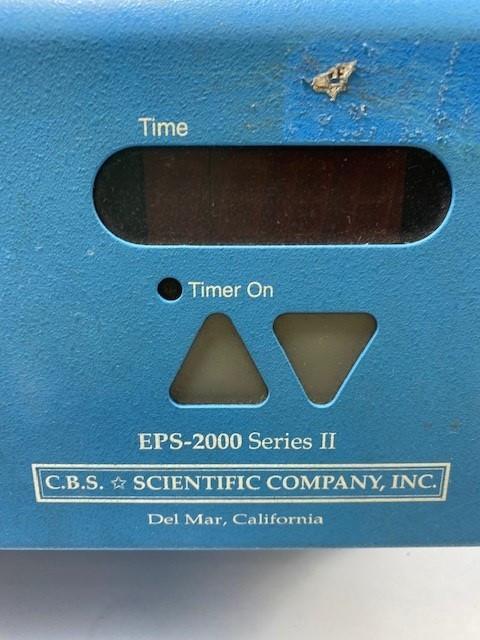 Time
Timer On
EPS-2000 Series II
C.B.S. ☆ SCIENTIFIC COMPANY, INC.
Del Mar, California